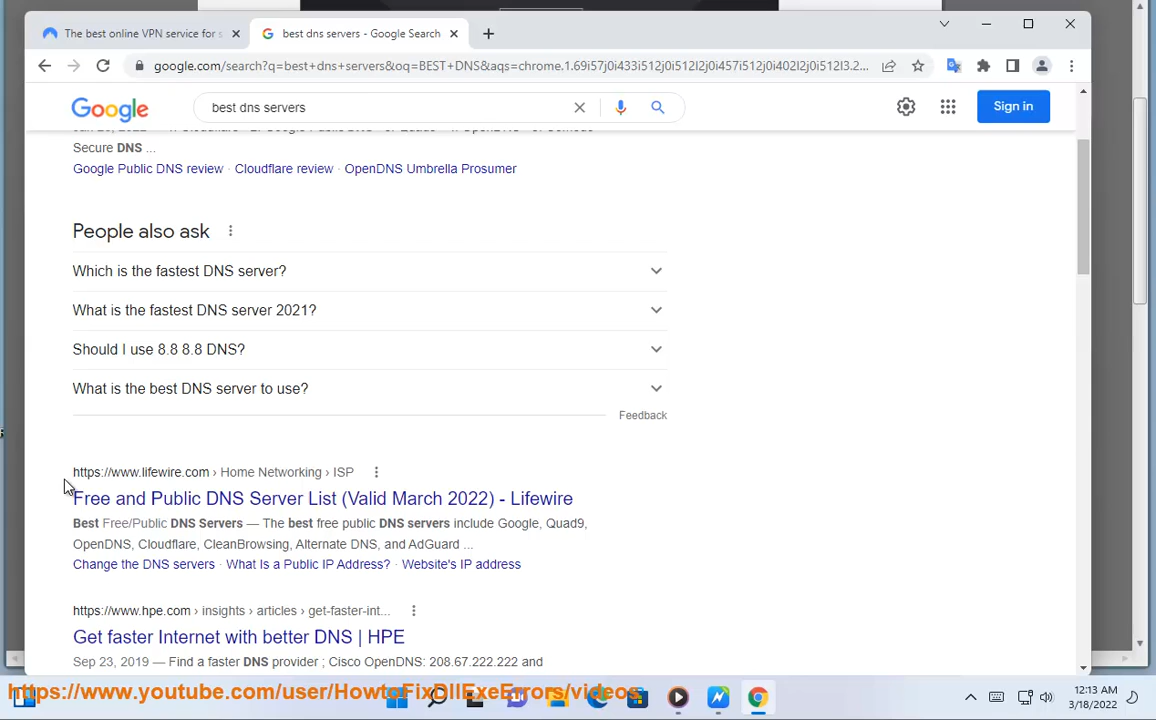 The best online VPN service for
best dns servers - Google Search
google.com/search?q=best+dns+servers&oq=BEST+DNS&aqs=chrome.1.69i57j0i433i512j0i512l2j0i457i512j0i402l2j0i512l3.2...
Google
best dns servers
Sign in
Secure DNS ...
Google Public DNS review · Cloudflare review · OpenDNS Umbrella Prosumer
People also ask
Which is the fastest DNS server?
What is the fastest DNS server 2021?
Should I use 8.8 8.8 DNS?
What is the best DNS server to use?
Feedback
https://www.lifewire.com › Home Networking › ISP
Free and Public DNS Server List (Valid March 2022) - Lifewire
Best Free/Public DNS Servers — The best free public DNS servers include Google, Quad9,
OpenDNS, Cloudflare, CleanBrowsing, Alternate DNS, and AdGuard ...
Change the DNS servers · What Is a Public IP Address? · Website's IP address
https://www.hpe.com › insights › articles › get-faster-int...
Get faster Internet with better DNS | HPE
Sep 23, 2019 — Find a faster DNS provider ; Cisco OpenDNS: 208.67.222.222 and
https://www.youtube.com/user/HowtoFixDllExeErrors/videos
12:13 AM
3/18/2022